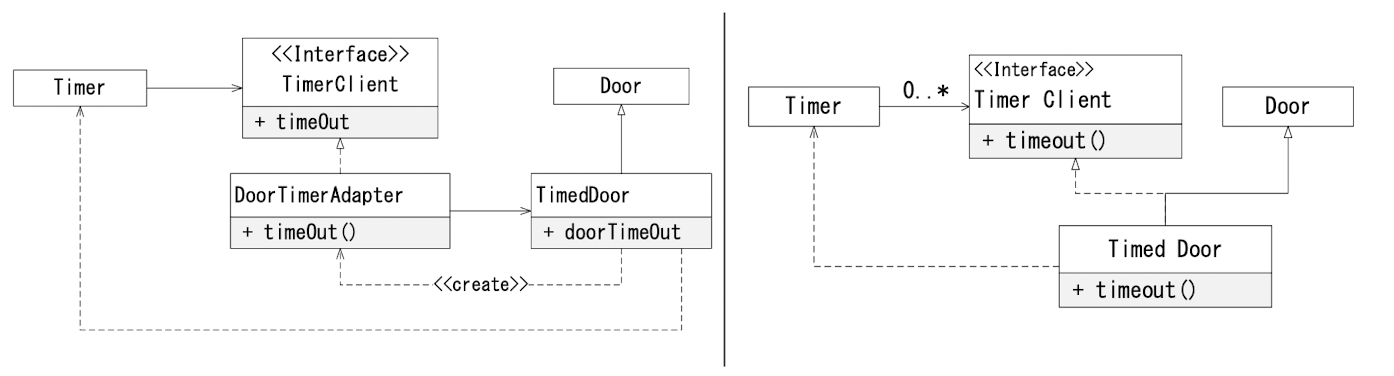 Timer
<<Interface>>
TimerClient
+ timeOut
Door
DoorTimerAdapter
+ timeOut()
TimedDoor
+ doorTimeOut
<<create>>
Timer
0..*
<<Interface>>
Timer Client
+ timeout()
Door
Timed Door
+ timeout()